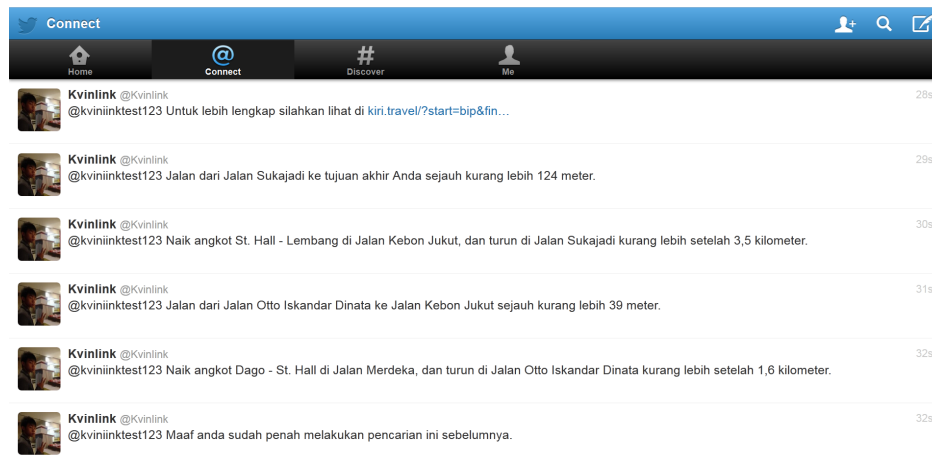 Connect
Home
Connect
Discover
Me
Kvinlink @Kvinlink 28s
@kviniinktest123 Untuk lebih lengkap silahkan lihat di kiri.travel/?start=bip&fin…
Kvinlink @Kvinlink 29s
@kviniinktest123 Jalan dari Jalan Sukajadi ke tujuan akhir Anda sejauh kurang lebih 124 meter.
Kvinlink @Kvinlink 30s
@kviniinktest123 Naik angkot St. Hall - Lembang di Jalan Kebon Jukut, dan turun di Jalan Sukajadi kurang lebih setelah 3,5 kilometer.
Kvinlink @Kvinlink 31s
@kviniinktest123 Jalan dari Jalan Otto Iskandar Dinata ke Jalan Kebon Jukut sejauh kurang lebih 39 meter.
Kvinlink @Kvinlink 32s
@kviniinktest123 Naik angkot Dago - St. Hall di Jalan Merdeka, dan turun di Jalan Otto Iskandar Dinata kurang lebih setelah 1,6 kilometer.
Kvinlink @Kvinlink 32s
@kviniinktest123 Maaf anda sudah penah melakukan pencarian ini sebelumnya.